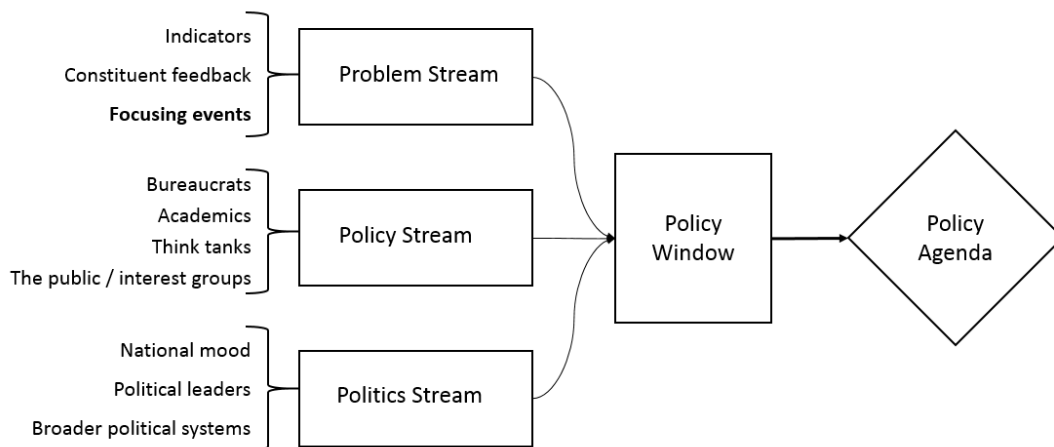 Indicators
Constituent feedback
Focusing events
Problem Stream
Bureaucrats
Academics
Think tanks
The public / interest groups
Policy Stream
National mood
Political leaders
Broader political systems
Politics Stream
Policy
Window
Policy
Agenda